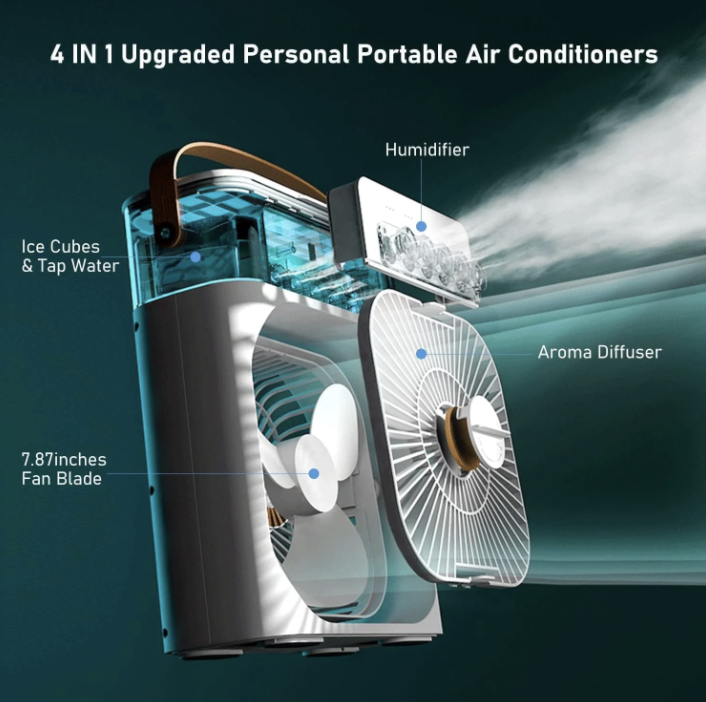 4 IN 1 Upgraded Personal Portable Air Conditioners
Humidifier
Ice Cubes
& Tap Water
Aroma Diffuser
7.87inches
Fan Blade